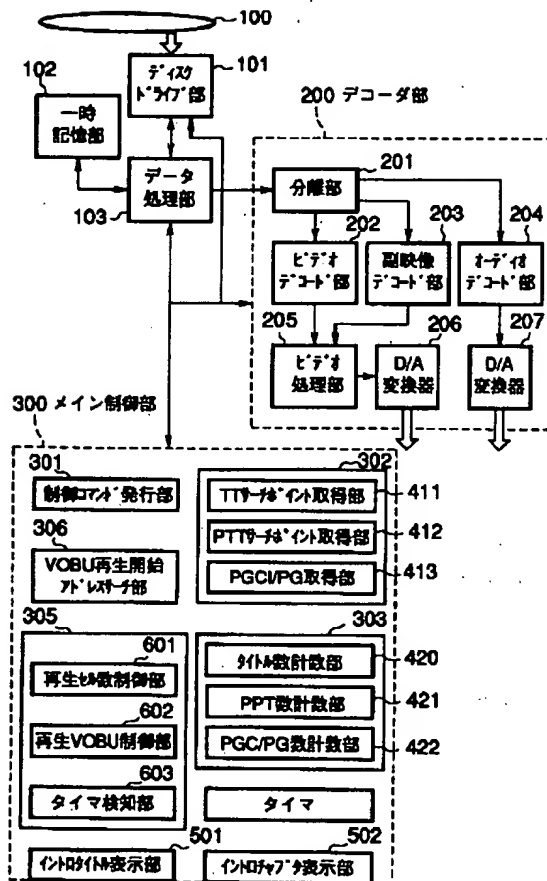 100
102
ディスク
ドライブ部
101
一時
記憶部
データ
処理部
103
200 デコーダ部
分離部
201
202
ビデオ
デコード部
203
副映像
デコード部
204
オーディオ
デコード部
205
ビデオ
処理部
206
D/A
変換器
207
D/A
変換器
300 メイン制御部
301
制御コマンド発行部
306
VOBU再生開始
アドレスサーチ部
302
TTサーチポイント取得部
411
PTTサーチポイント取得部
412
PGCI/PG取得部
413
305
601
再生セル数制御部
602
再生VOBU制御部
603
タイマ検知部
303
タイトル数計数部
420
PPT数計数部
421
PGC/PG数計数部
422
タイマ
501
イントロタイトル表示部
502
イントロチャプタ表示部